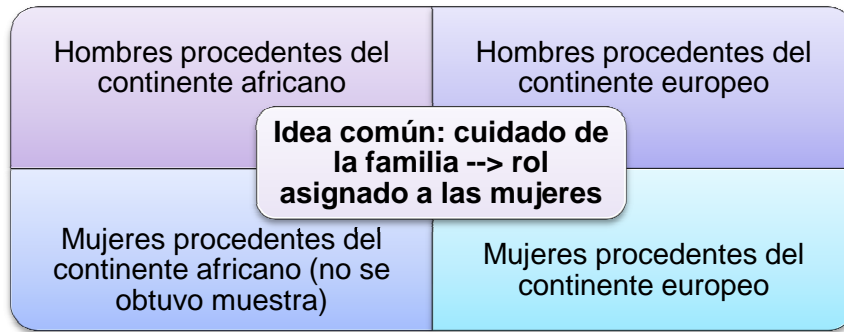 Hombres procedentes del
continente africano
Hombres procedentes del
continente europeo
Idea común: cuidado de
la familia --> rol
asignado a las mujeres
Mujeres procedentes del
continente africano (no se
obtuvo muestra)
Mujeres procedentes del
continente europeo